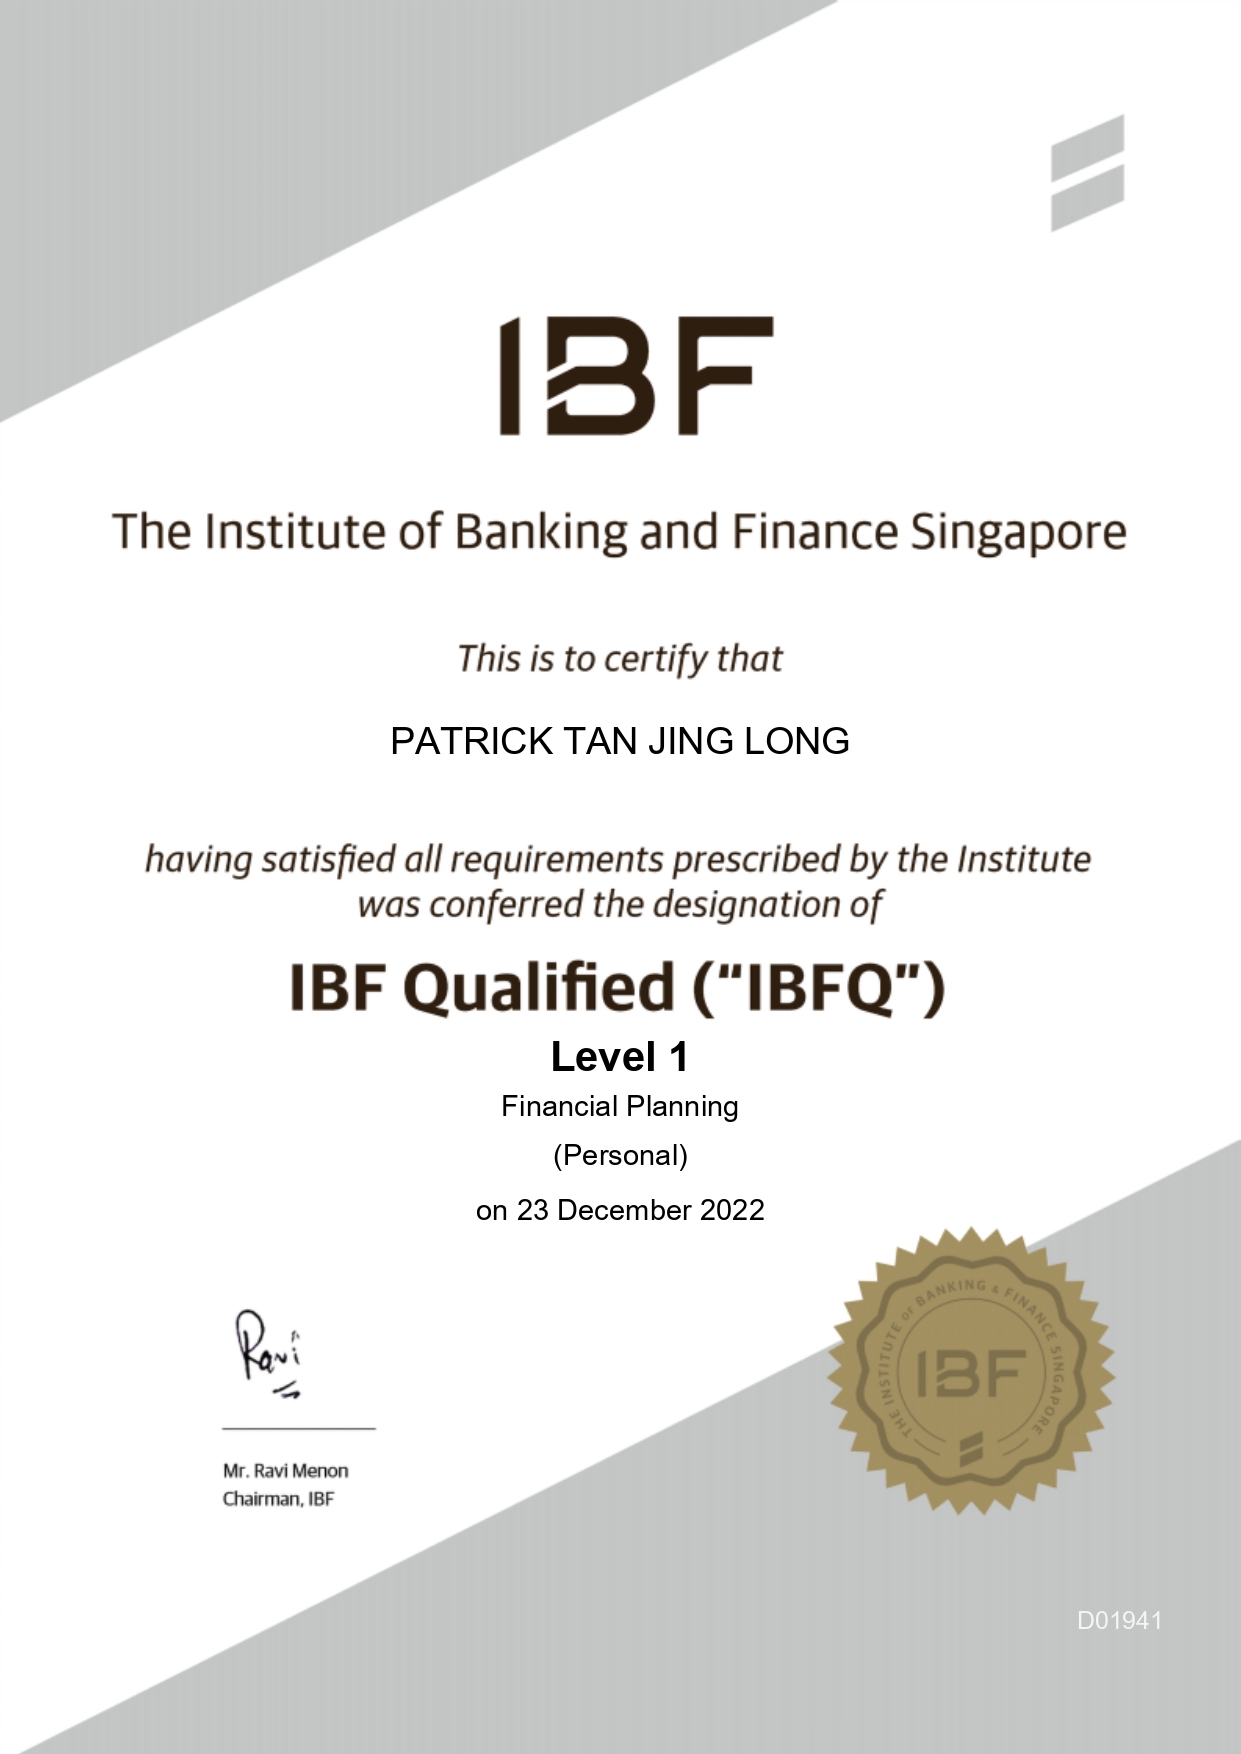 IBF
The Institute of Banking and Finance Singapore
This is to certify that
PATRICK TAN JING LONG
having satisfied all requirements prescribed by the Institute
was conferred the designation of
IBF Qualified (“IBFQ”)
Level 1
Financial Planning
(Personal)
on 23 December 2022
THE INSTITUTE OF BANKING & FINANCE SINGAPORE
IBF
Ravi
Mr. Ravi Menon
Chairman, IBF
D01941